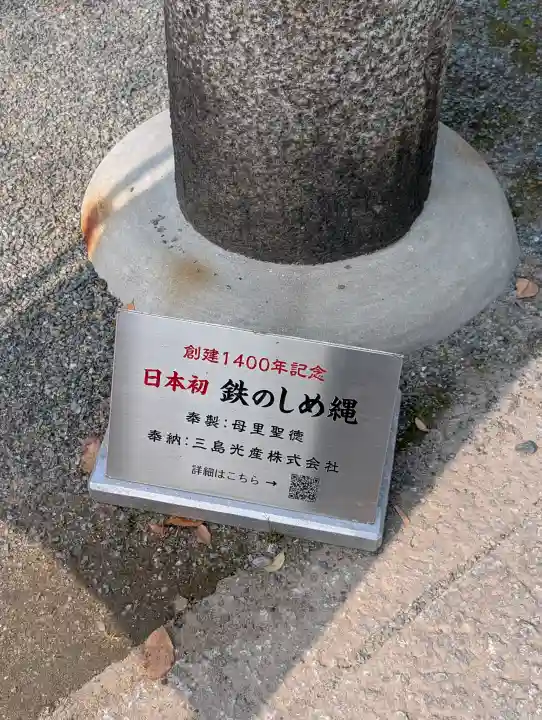 創建1400年記念
日本初 鉄のしめ縄
奉製:母里聖徳
奉納:三島光産株式会社
詳細はこちら→